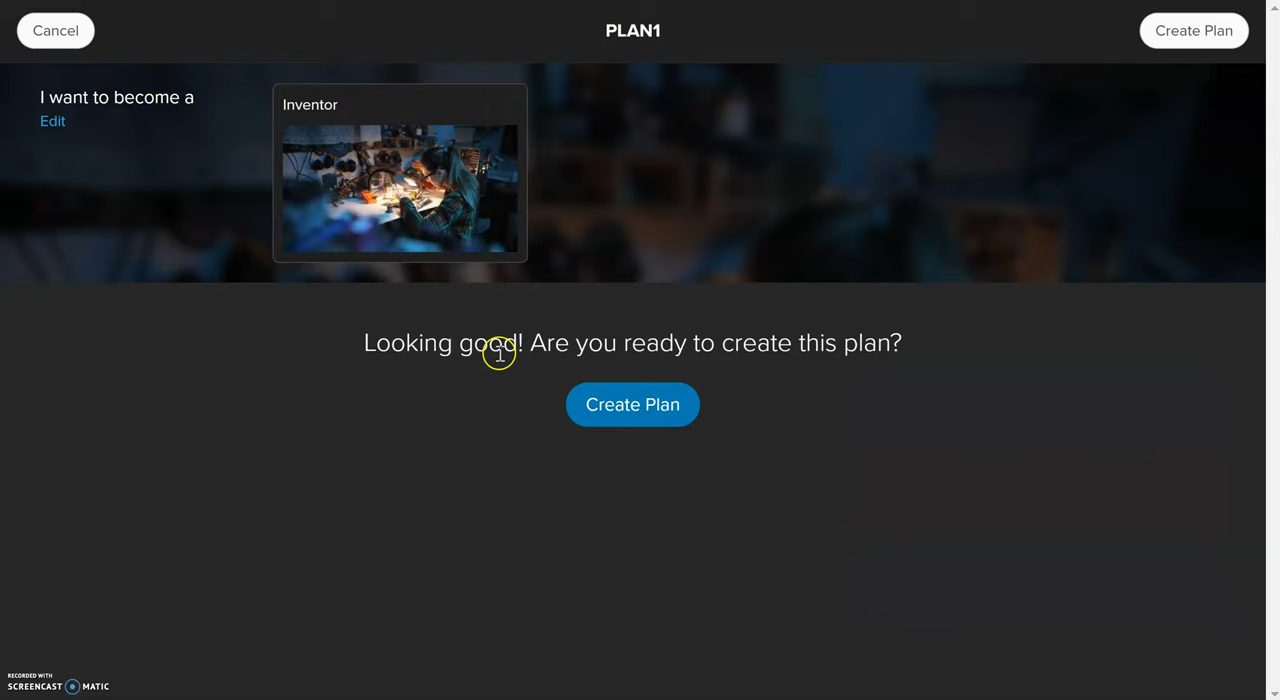 Cancel
PLAN1
Create Plan
I want to become a
Edit
Inventor
Looking good! Are you ready to create this plan?
Create Plan
RECORDED WITH
SCREENCAST MATIC